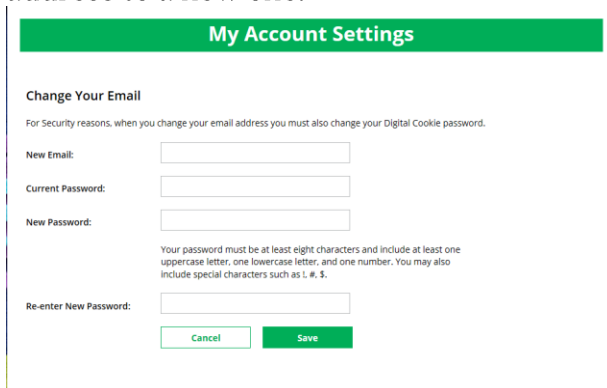 My Account Settings
Change Your Email
For Security reasons, when you change your email address you must also change your Digital Cookie password.
New Email:
Current Password:
New Password:
Your password must be at least eight characters and include at least one
uppercase letter, one lowercase letter, and one number. You may also
include special characters such as !, #, $.
Re-enter New Password:
Cancel Save